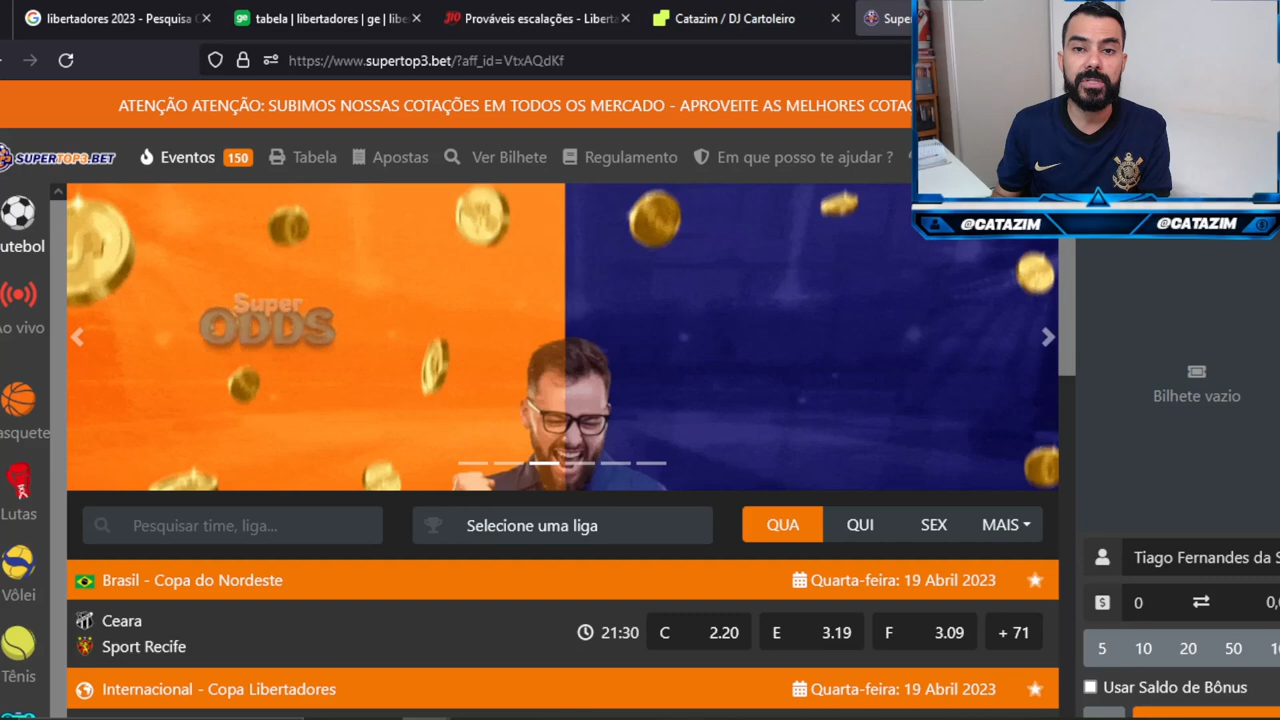 libertadores 2023 - Pesquisa
tabela | libertadores | ge | libe
Prováveis escalações - Liberta
Catazim / DJ Cartoleiro
Supe
https://www.supertop3.bet/?aff_id=VtxAQdKf
ATENÇÃO ATENÇÃO: SUBIMOS NOSSAS COTAÇÕES EM TODOS OS MERCADO - APROVEITE AS MELHORES COTAÇ
SUPERTOP3.BET
Eventos 150
Tabela
Apostas
Ver Bilhete
Regulamento
Em que posso te ajudar ?
@CATAZIM
@CATAZIM
utebol
Ao vivo
asquete
Lutas
Vôlei
Tênis
Super
ODDS
Bilhete vazio
Pesquisar time, liga...
Selecione uma liga
QUA
QUI
SEX
MAIS
Brasil - Copa do Nordeste
Quarta-feira: 19 Abril 2023
Ceara
Sport Recife
21:30
C 2.20
E 3.19
F 3.09
+ 71
Internacional - Copa Libertadores
Quarta-feira: 19 Abril 2023
Tiago Fernandes da S
0
0,
5 10 20 50 10
Usar Saldo de Bônus